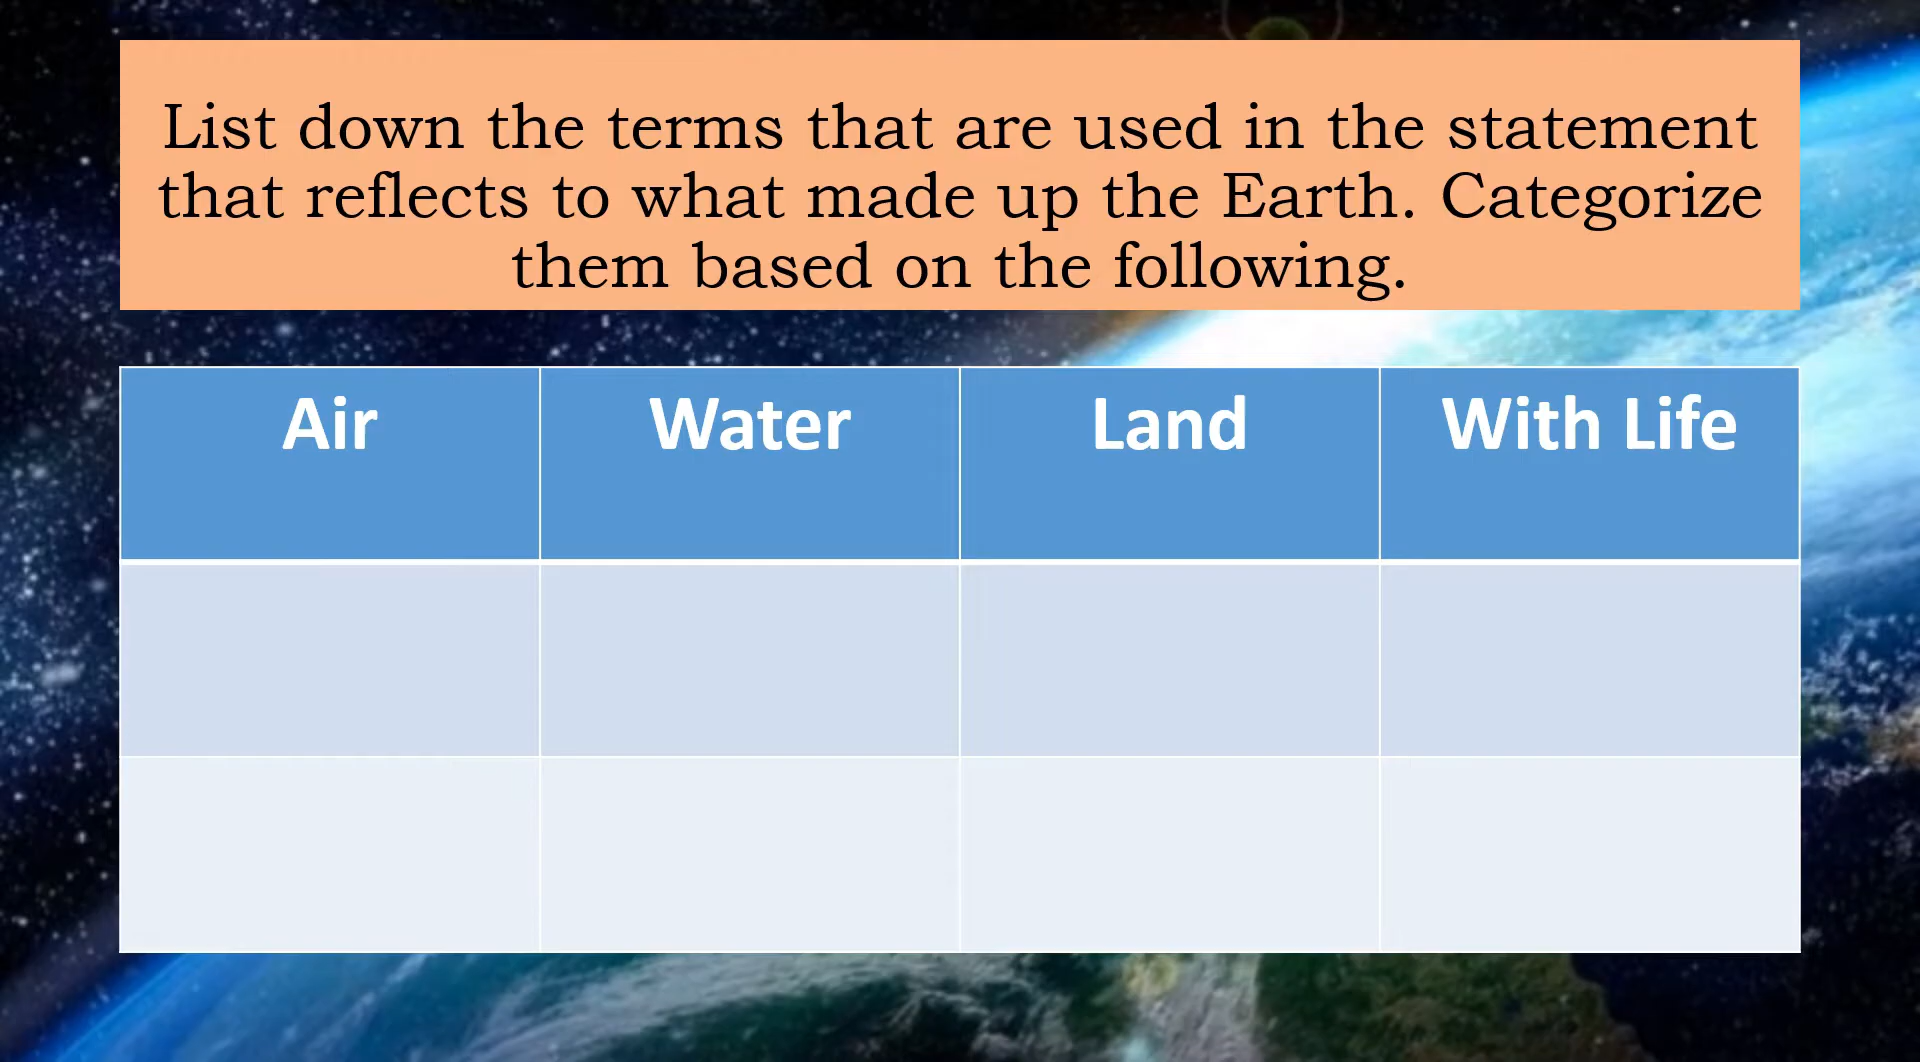 List down the terms that are used in the statement
that reflects to what made up the Earth. Categorize
them based on the following.
Air
Water
Land
With Life